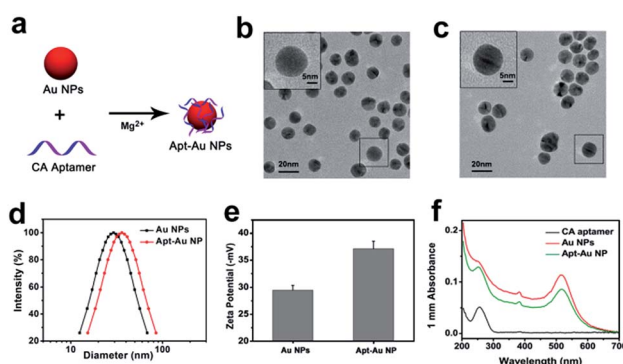 a
Au NPs
+
CA Aptamer
Mg2+
Apt-Au NPs
b
5nm
20nm
c
5nm
20nm
d
Au NPs
Apt-Au NP
Intensity (%)
100
80
60
40
20
10
100
Diameter (nm)
e
Zeta Potential (-mV)
40
35
30
25
20
Au NPs
Apt-Au NP
f
CA aptamer
Au NPs
Apt-Au NP
1 mm Absorbance
0.2
0.1
0.0
200 300 400 500 600 700
Wavelength (nm)